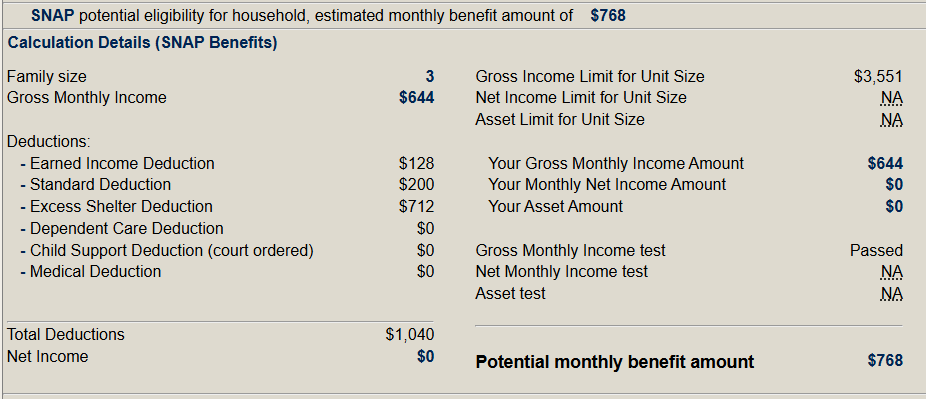 SNAP potential eligibility for household, estimated monthly benefit amount of $768
Calculation Details (SNAP Benefits)
Family size 3
Gross Monthly Income $644
Deductions:
- Earned Income Deduction $128
- Standard Deduction $200
- Excess Shelter Deduction $712
- Dependent Care Deduction $0
- Child Support Deduction (court ordered) $0
- Medical Deduction $0
Total Deductions $1,040
Net Income $0
Gross Income Limit for Unit Size $3,551
Net Income Limit for Unit Size NA
Asset Limit for Unit Size NA
Your Gross Monthly Income Amount $644
Your Monthly Net Income Amount $0
Your Asset Amount $0
Gross Monthly Income test Passed
Net Monthly Income test NA
Asset test NA
Potential monthly benefit amount $768